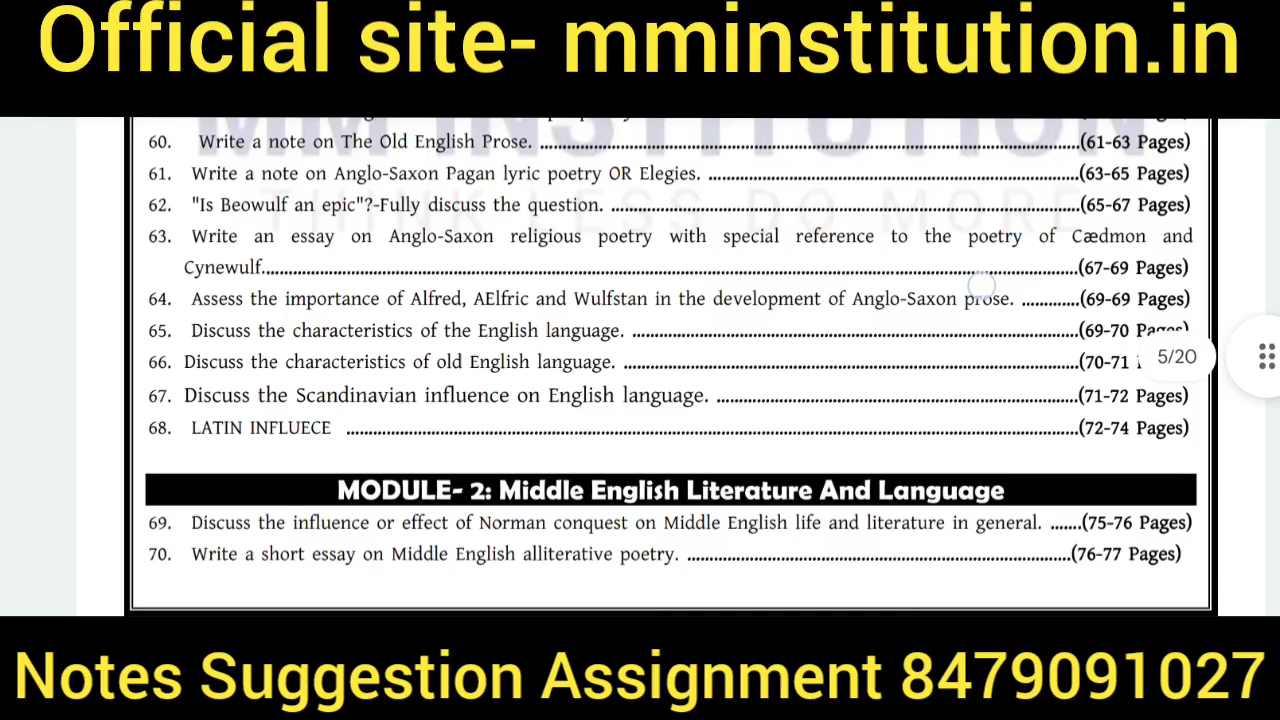 Official site- mminstitution.in
MM INSTITUTION
THINK LESS DO MORE
60. Write a note on The Old English Prose. ........................(61-63 Pages)
61. Write a note on Anglo-Saxon Pagan lyric poetry OR Elegies. ........................(63-65 Pages)
62. "Is Beowulf an epic"?-Fully discuss the question. ........................(65-67 Pages)
63. Write an essay on Anglo-Saxon religious poetry with special reference to the poetry of Cædmon and
Cynewulf.........................(67-69 Pages)
64. Assess the importance of Alfred, AElfric and Wulfstan in the development of Anglo-Saxon prose. ............(69-69 Pages)
65. Discuss the characteristics of the English language. ........................(69-70 Pages)
66. Discuss the characteristics of old English language. ........................(70-71
5/20
67. Discuss the Scandinavian influence on English language. ........................(71-72 Pages)
68. LATIN INFLUECE ........................(72-74 Pages)
MODULE- 2: Middle English Literature And Language
69. Discuss the influence or effect of Norman conquest on Middle English life and literature in general. .......(75-76 Pages)
70. Write a short essay on Middle English alliterative poetry. ........................(76-77 Pages)
Notes Suggestion Assignment 8479091027